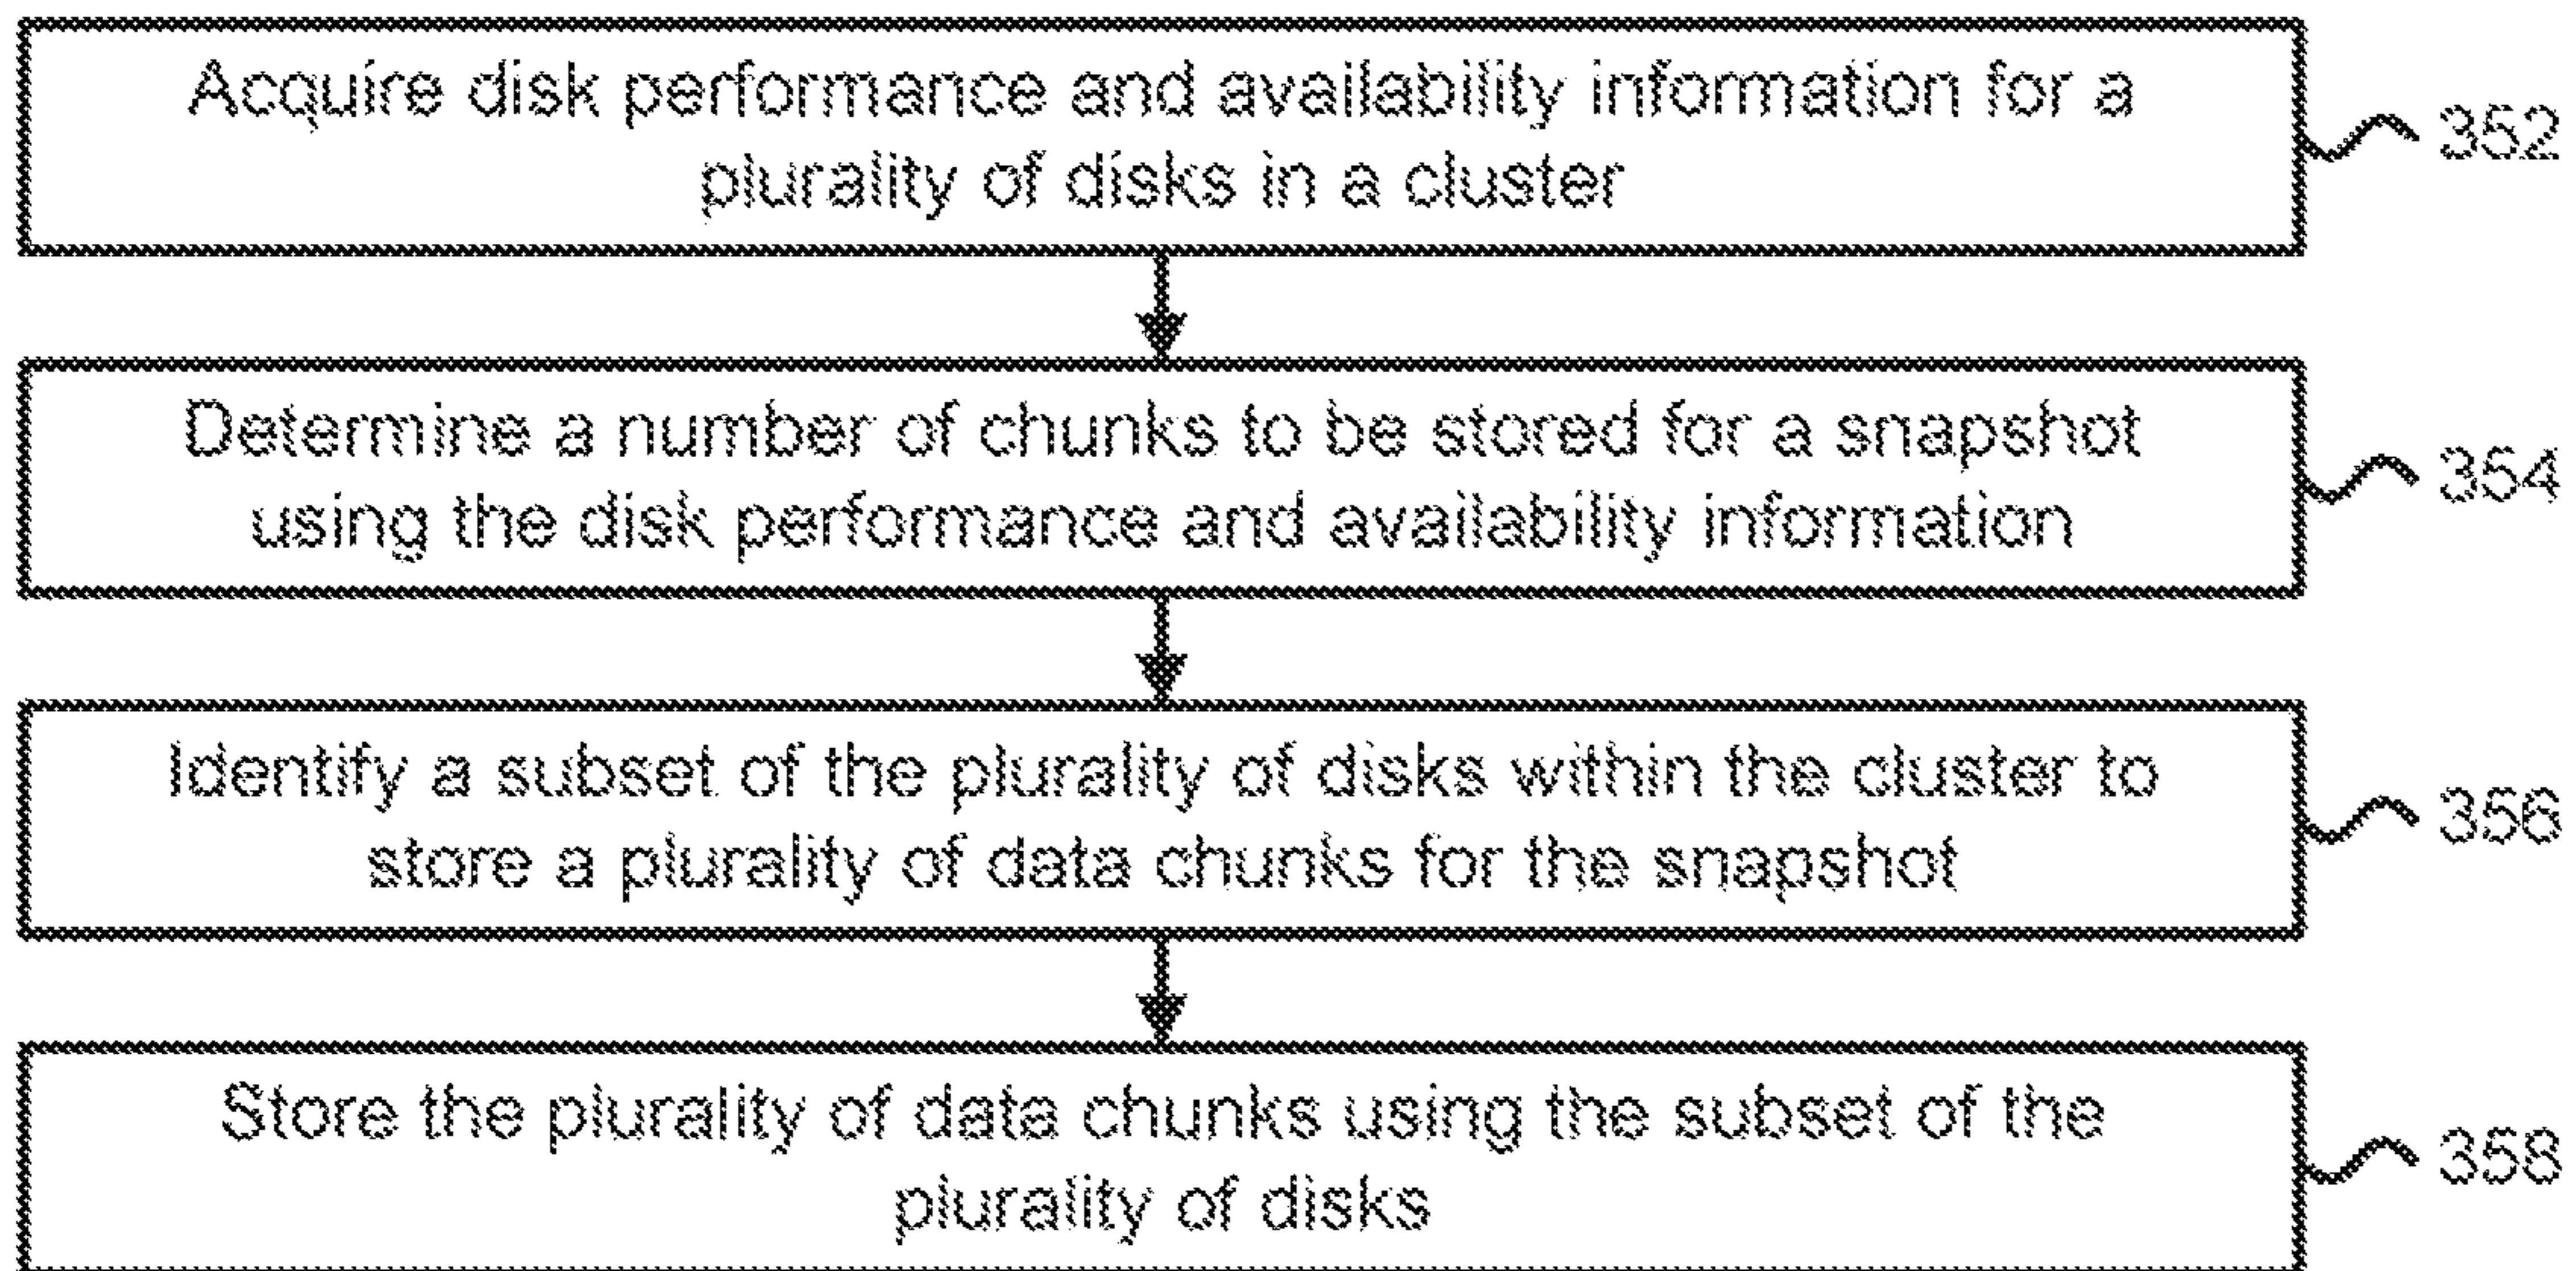 Acquire disk performance and availability information for a
plurality of disks in a cluster
352
Determine a number of chunks to be stored for a snapshot
using the disk performance and availability information
354
Identify a subset of the plurality of disks within the cluster to
store a plurality of data chunks for the snapshot
356
Store the plurality of data chunks using the subset of the
plurality of disks
358